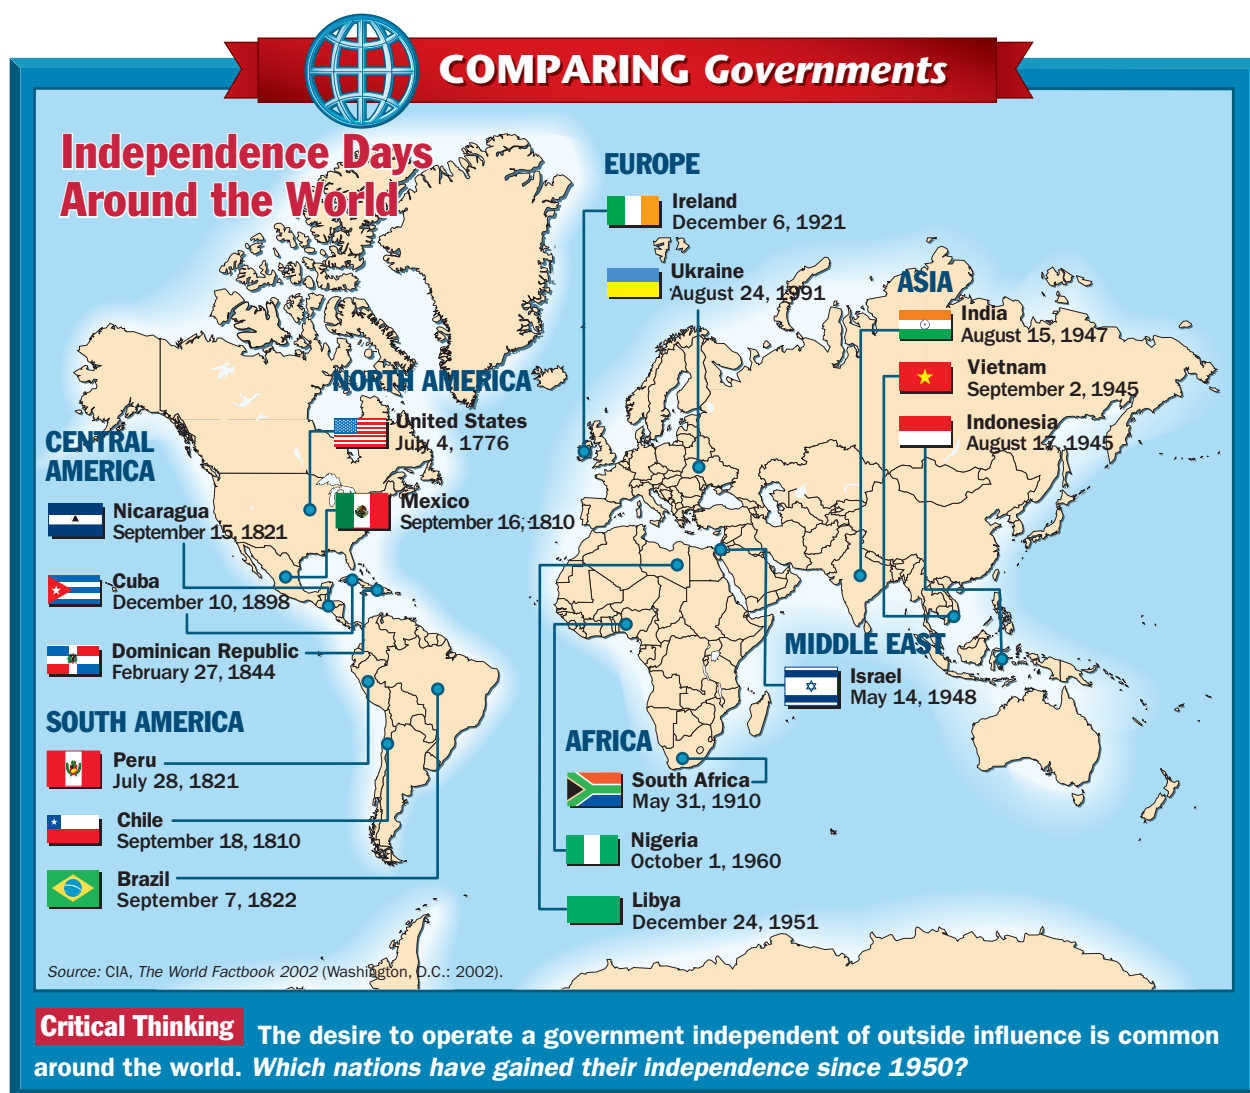 COMPARING Governments
Independence Days
Around the World
EUROPE
Ireland
December 6, 1921
Ukraine
August 24, 1991
ASIA
India
August 15, 1947
Vietnam
September 2, 1945
Indonesia
August 17, 1945
NORTH AMERICA
United States
July 4, 1776
Mexico
September 16, 1810
CENTRAL
AMERICA
Nicaragua
September 15, 1821
Cuba
December 10, 1898
Dominican Republic
February 27, 1844
MIDDLE EAST
Israel
May 14, 1948
SOUTH AMERICA
Peru
July 28, 1821
Chile
September 18, 1810
Brazil
September 7, 1822
AFRICA
South Africa
May 31, 1910
Nigeria
October 1, 1960
Libya
December 24, 1951
Source: CIA, The World Factbook 2002 (Washington, D.C.: 2002).
Critical Thinking The desire to operate a government independent of outside influence is common
around the world. Which nations have gained their independence since 1950?